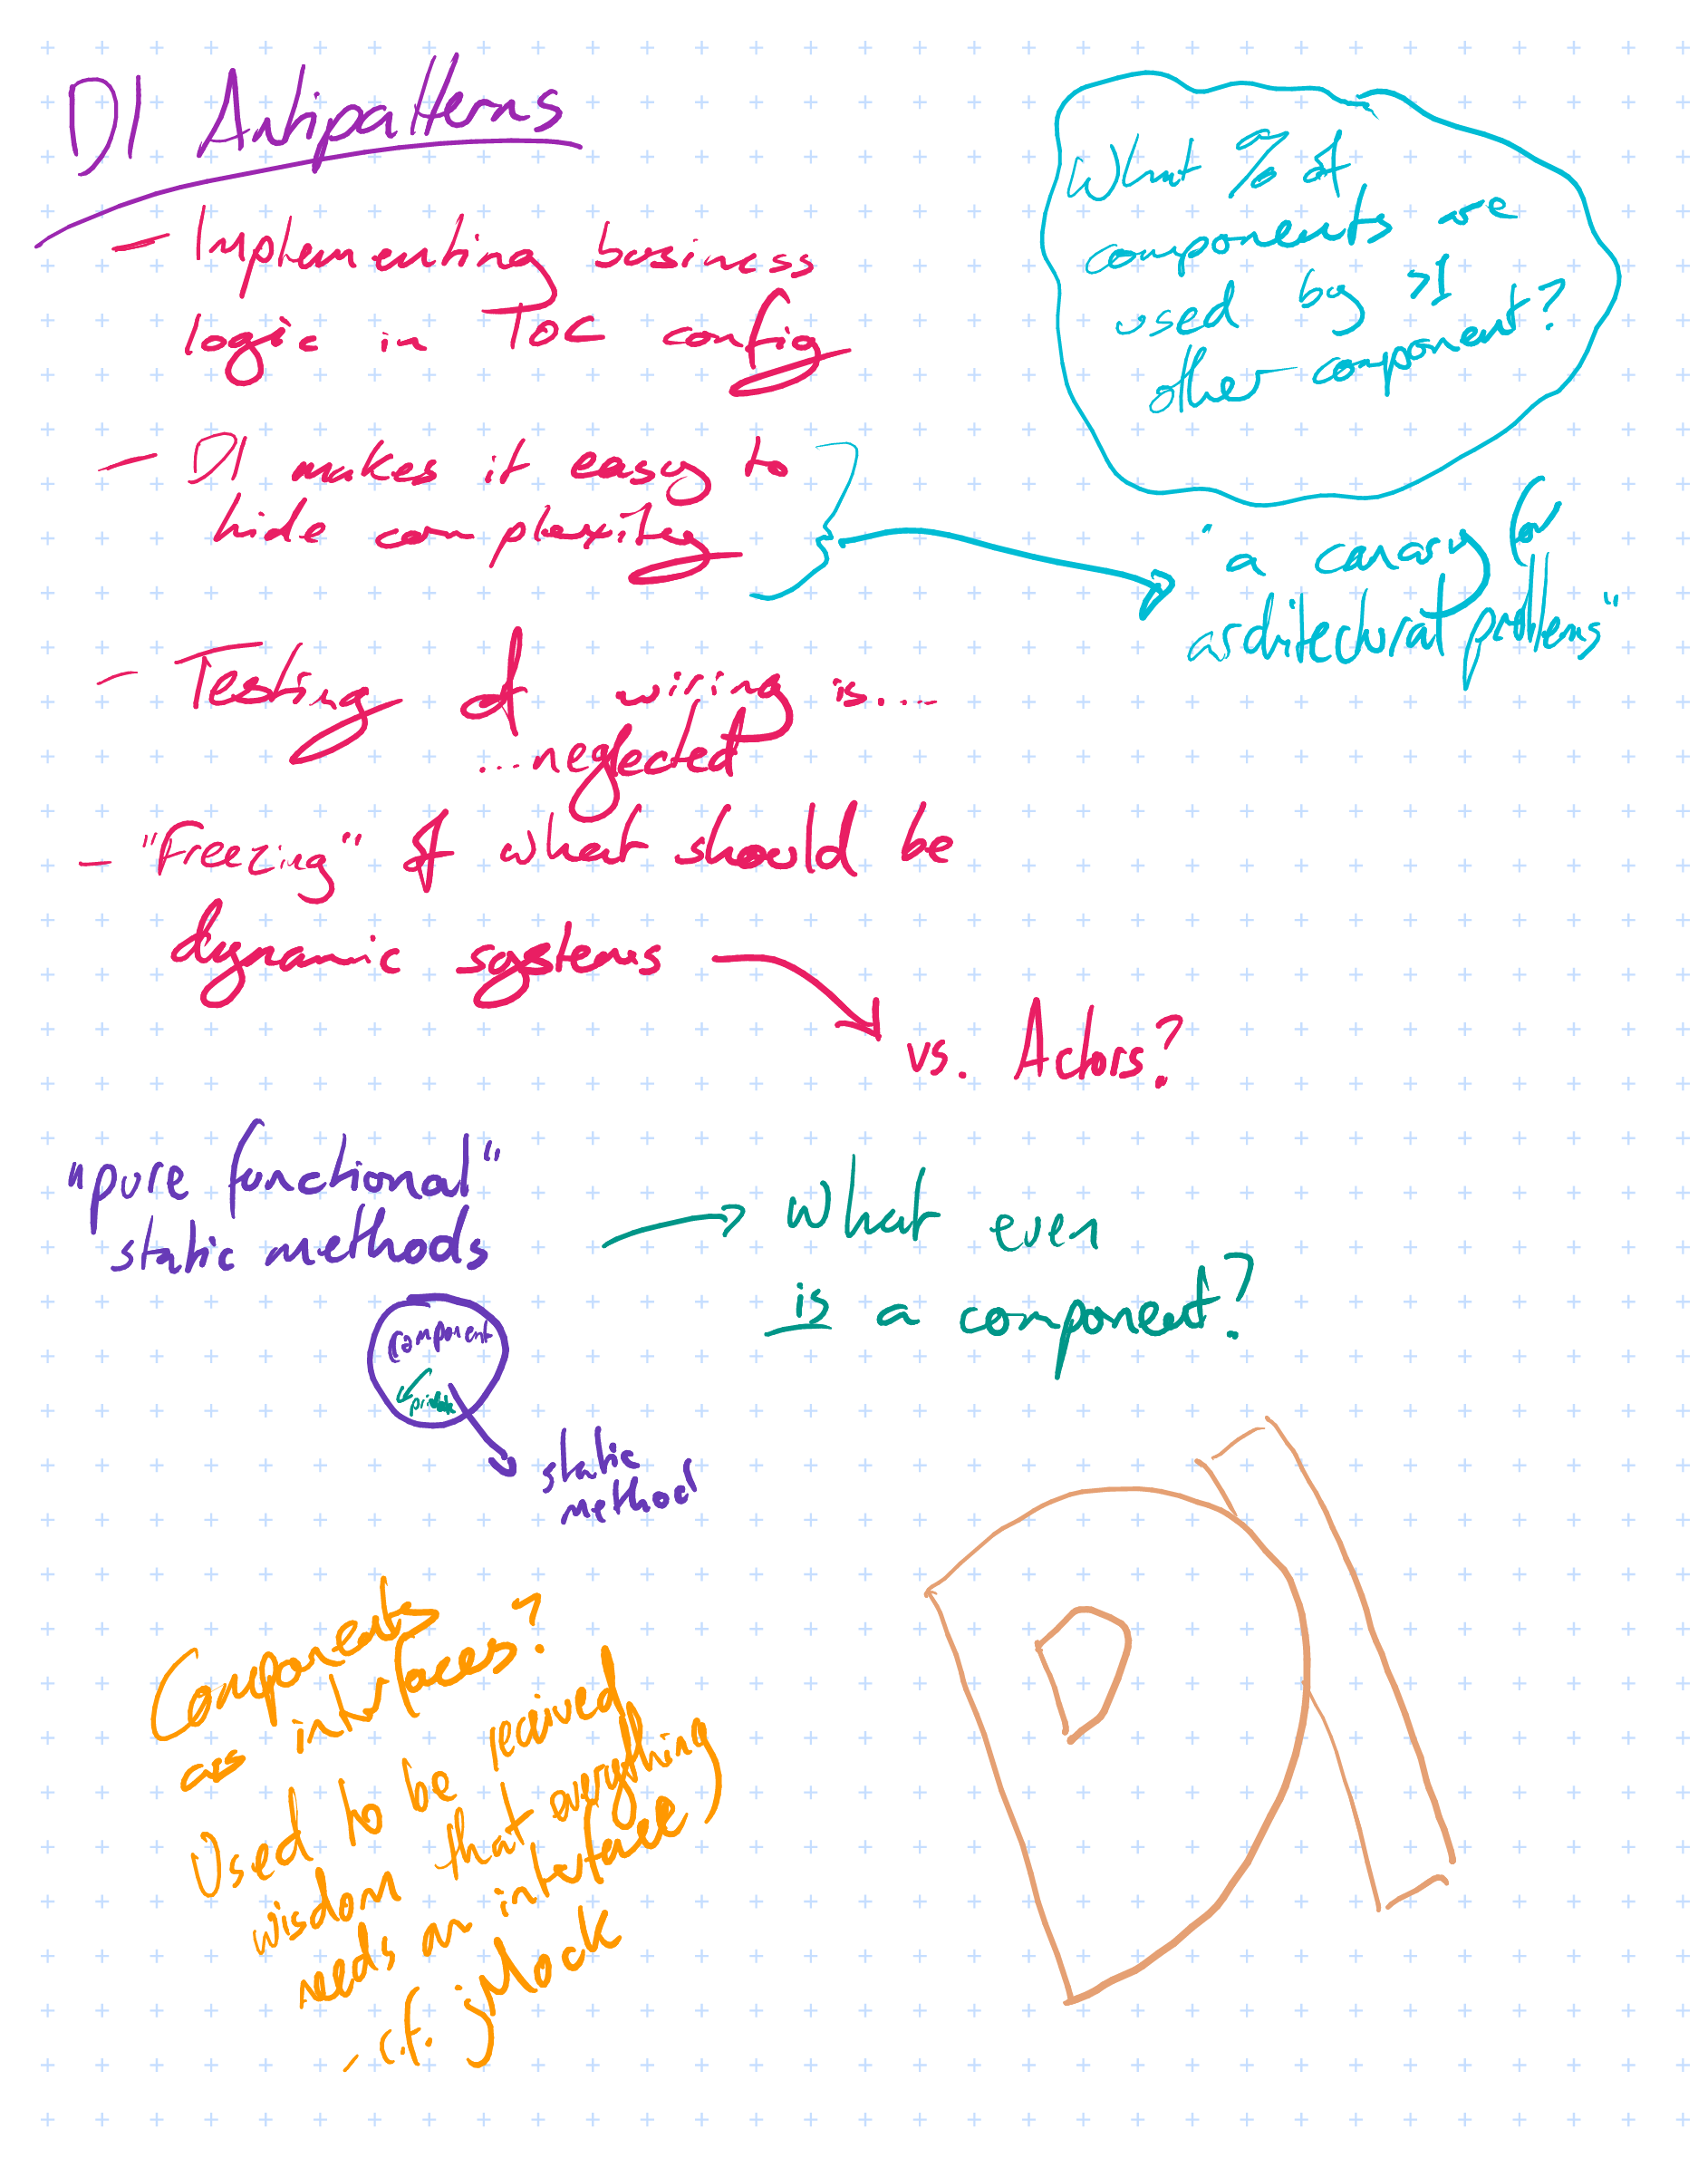 DI Antipatterns
- Implementing business
logic in IOC config
- DI makes it easy to
hide complexity
- Testing of wiring is....
...neglected
- "Freezing" of what should be
dynamic systems
vs. Actors?
What % of
components are
used by >1
other component?
"a canary for
architectural problems"
"pure functional"
static methods
What even
is a component?
component
private
static
method
Components
as interfaces?
Used to be received
wisdom that everything
needs an interface
- c.f. jMock
DI